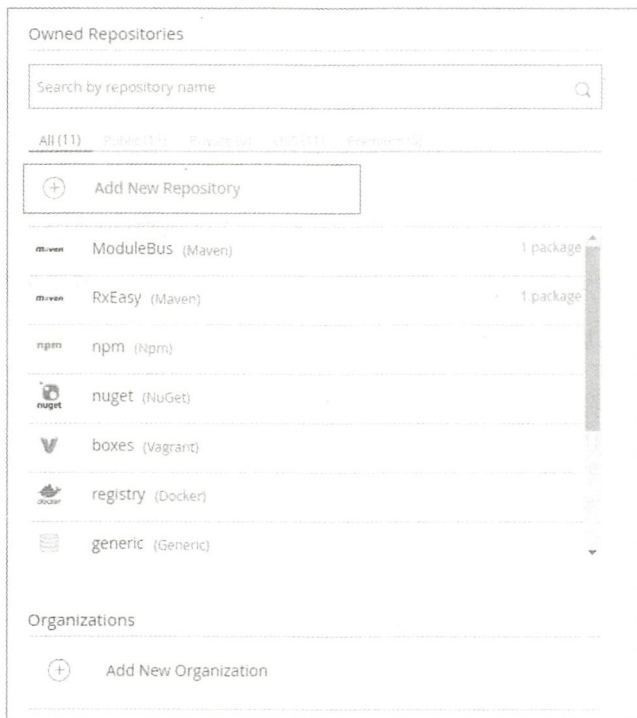 Owned Repositories
Search by repository name
All (11) Public (11)
Add New Repository
maven ModuleBus (Maven) 1 package
maven RxEasy (Maven) 1 package
npm npm (Npm)
nuget nuget (NuGet)
boxes (Vagrant)
docker registry (Docker)
generic (Generic)
Organizations
Add New Organization